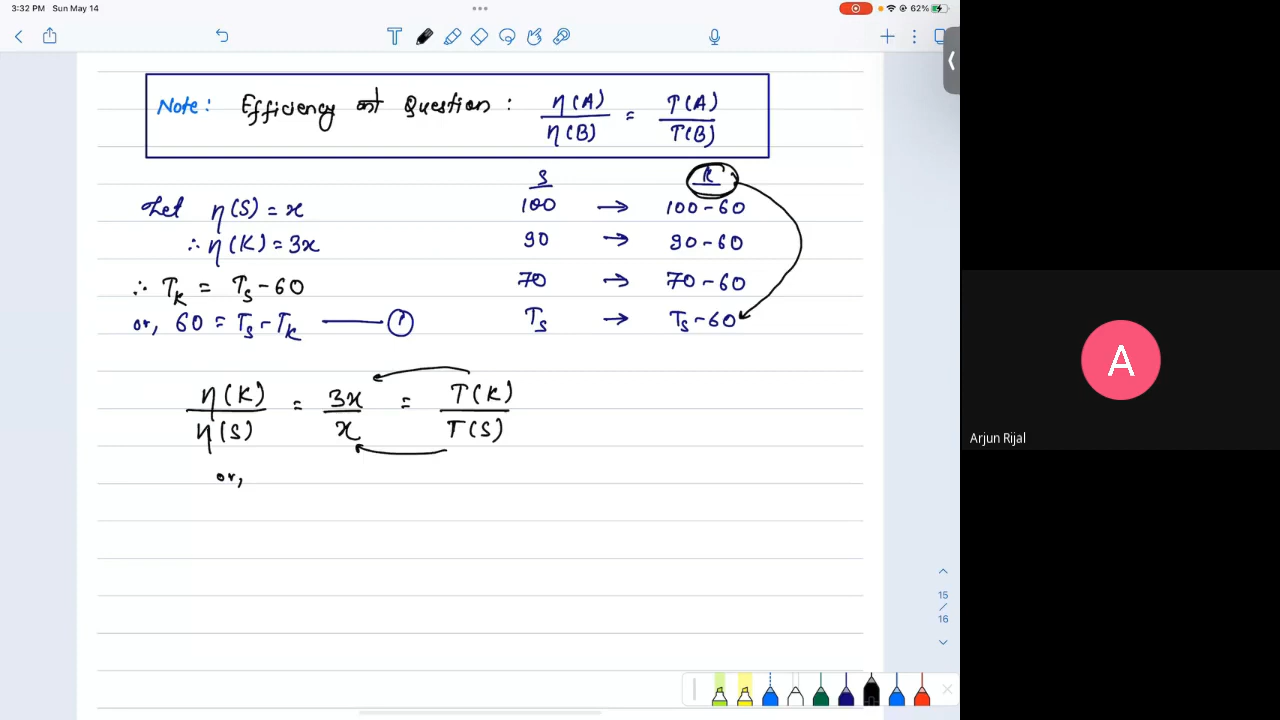 3:32 PM Sun May 14
62%
T
Note: Efficiency Question: η(A)/η(B) = T(A)/T(B)
S K
Let η(S) = x 100 → 100-60
∴ η(K) = 3x 90 → 90-60
∴ T_K = T_S - 60 70 → 70-60
or, 60 = T_S - T_K —— ① T_S → T_S-60
η(K)/η(S) = 3x/x = T(K)/T(S)
or,
A
Arjun Rijal
15
/
16